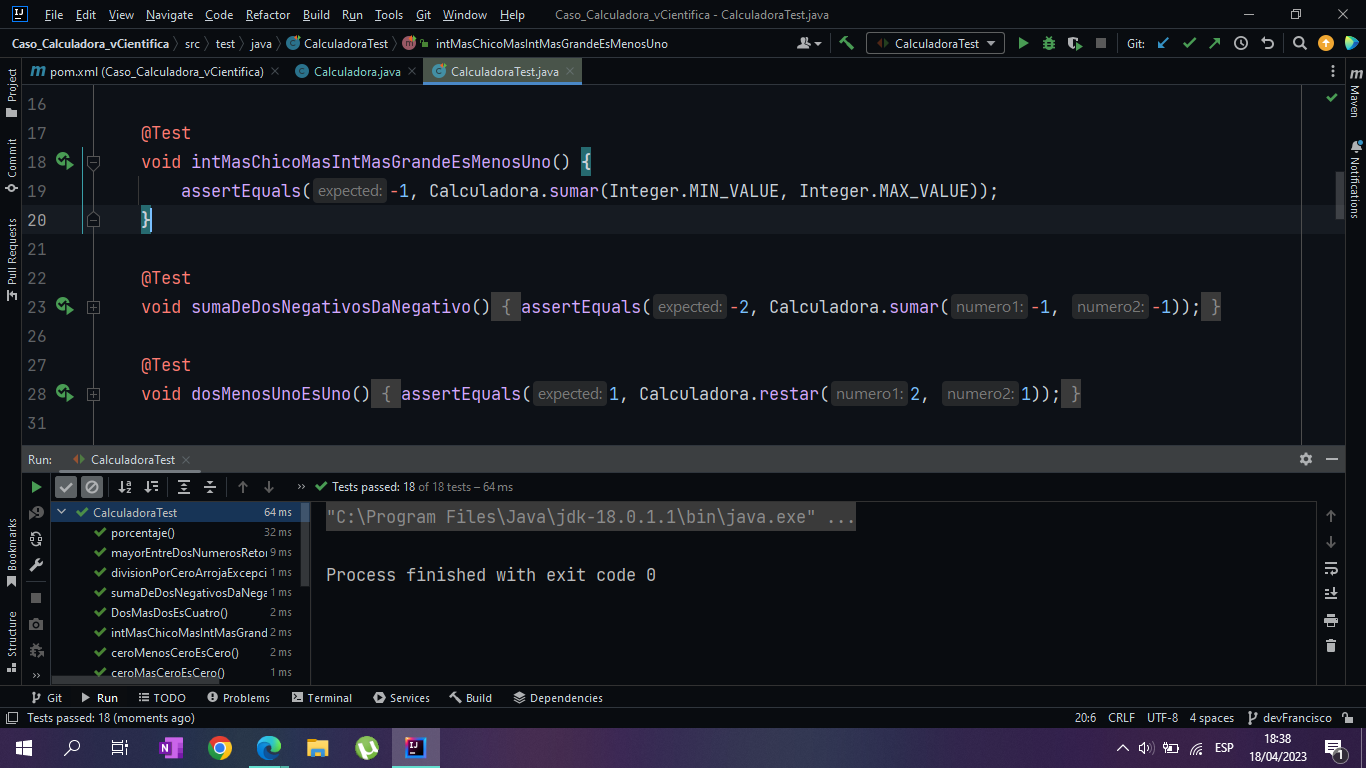 File Edit View Navigate Code Refactor Build Run Tools Git Window Help Caso_Calculadora_vCientifica - CalculadoraTest.java
Caso_Calculadora_vCientifica src test java CalculadoraTest m intMasChicoMasIntMasGrandeEsMenosUno CalculadoraTest Git:
m pom.xml (Caso_Calculadora_vCientifica) Calculadora.java CalculadoraTest.java
Project
Commit
Pull Requests
Bookmarks
Structure
Maven
Notifications
16
17 @Test
18 void intMasChicoMasIntMasGrandeEsMenosUno() {
19 assertEquals( expected: -1, Calculadora.sumar(Integer.MIN_VALUE, Integer.MAX_VALUE));
20 }
21
22 @Test
23 void sumaDeDosNegativosDaNegativo() { assertEquals( expected: -2, Calculadora.sumar( numero1: -1, numero2: -1)); }
26
27 @Test
28 void dosMenosUnoEsUno() { assertEquals( expected: 1, Calculadora.restar( numero1: 2, numero2: 1)); }
31
Run: CalculadoraTest
» Tests passed: 18 of 18 tests – 64 ms
CalculadoraTest 64 ms
porcentaje() 32 ms
mayorEntreDosNumerosRetor 9 ms
divisionPorCeroArrojaExcepci 1 ms
sumaDeDosNegativosDaNega 1 ms
DosMasDosEsCuatro() 2 ms
intMasChicoMasIntMasGrand 2 ms
ceroMenosCeroEsCero() 2 ms
ceroMasCeroEsCero() 1 ms
"C:\Program Files\Java\jdk-18.0.1.1\bin\java.exe" ...
Process finished with exit code 0
Git Run TODO Problems Terminal Services Build Dependencies
Tests passed: 18 (moments ago) 20:6 CRLF UTF-8 4 spaces devFrancisco
ESP 18:38
18/04/2023 1